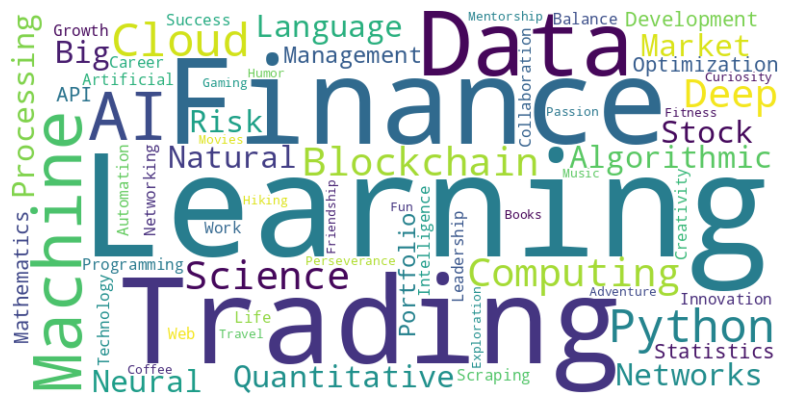 Growth
Success
Cloud
Language
Data
Mentorship
Balance
Development
Big
Career
Management
Market
Optimization
Artificial
Gaming
Humor
Curiosity
Processing
API
AI
Finance
Collaboration
Passion
Fitness
Deep
Risk
Movies
Stock
Machine
Automation
Networking
Natural
Blockchain
Algorithmic
Music
Learning
Mathematics
Work
Hiking
Friendship
Fun
Portfolio
Intelligence
Leadership
Books
Creativity
Programming
Science
Perseverance
Computing
Technology
Trading
Exploration
Adventure
Innovation
Life
Web
Travel
Python
Statistics
Coffee
Neural
Quantitative
Scraping
Networks